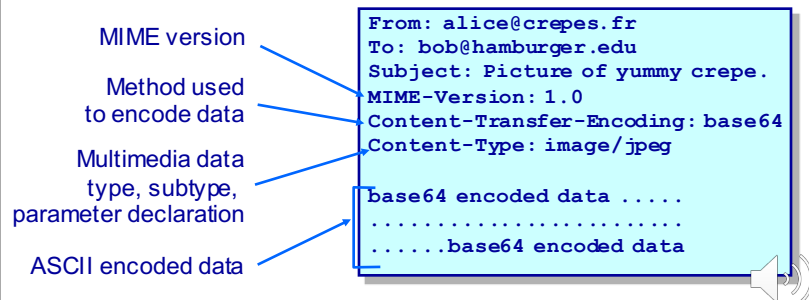 MIME version
Method used
to encode data
Multimedia data
type, subtype,
parameter declaration
ASCII encoded data
From: alice@crepes.fr
To: bob@hamburger.edu
Subject: Picture of yummy crepe.
MIME-Version: 1.0
Content-Transfer-Encoding: base64
Content-Type: image/jpeg
base64 encoded data .....
.........................
......base64 encoded data